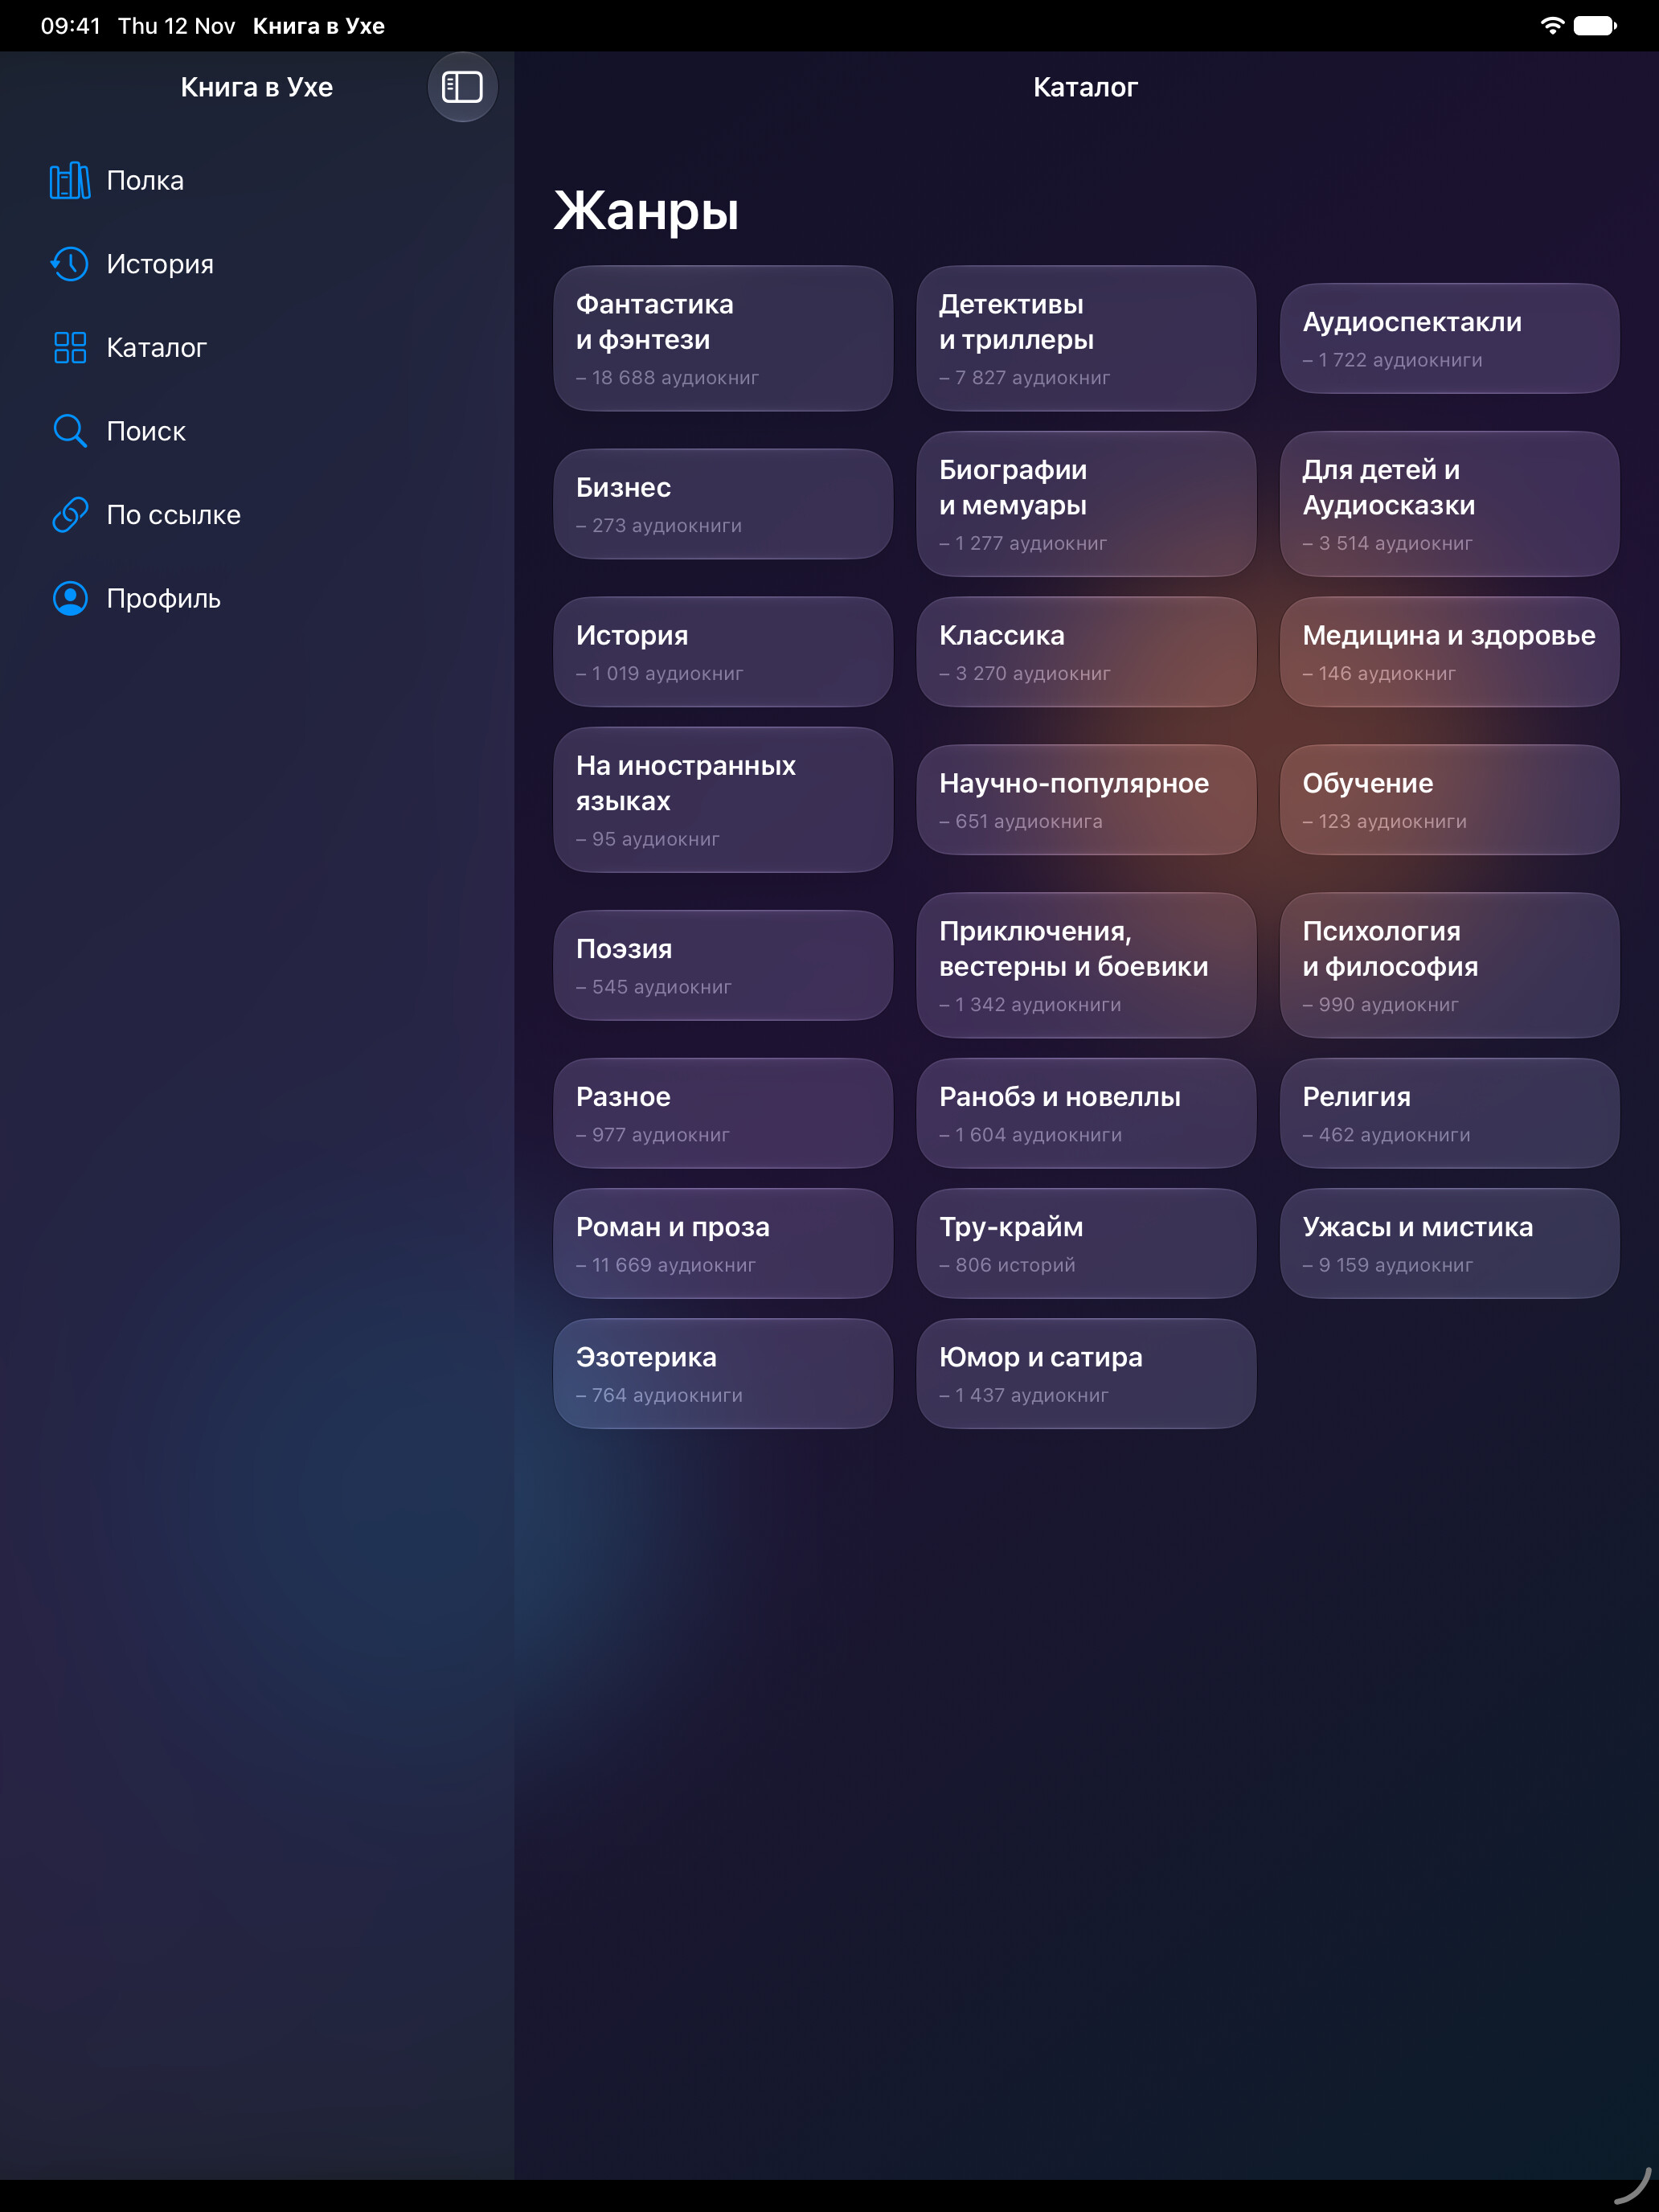 09:41 Thu 12 Nov Книга в Ухе
Книга в Ухе
Полка
История
Каталог
Поиск
По ссылке
Профиль
Каталог
Жанры
Фантастика
и фэнтези
– 18 688 аудиокниг
Детективы
и триллеры
– 7 827 аудиокниг
Аудиоспектакли
– 1 722 аудиокниги
Бизнес
– 273 аудиокниги
Биографии
и мемуары
– 1 277 аудиокниг
Для детей и
Аудиосказки
– 3 514 аудиокниг
История
– 1 019 аудиокниг
Классика
– 3 270 аудиокниг
Медицина и здоровье
– 146 аудиокниг
На иностранных
языках
– 95 аудиокниг
Научно-популярное
– 651 аудиокнига
Обучение
– 123 аудиокниги
Поэзия
– 545 аудиокниг
Приключения,
вестерны и боевики
– 1 342 аудиокниги
Психология
и философия
– 990 аудиокниг
Разное
– 977 аудиокниг
Ранобэ и новеллы
– 1 604 аудиокниги
Религия
– 462 аудиокниги
Роман и проза
– 11 669 аудиокниг
Тру-крайм
– 806 историй
Ужасы и мистика
– 9 159 аудиокниг
Эзотерика
– 764 аудиокниги
Юмор и сатира
– 1 437 аудиокниг